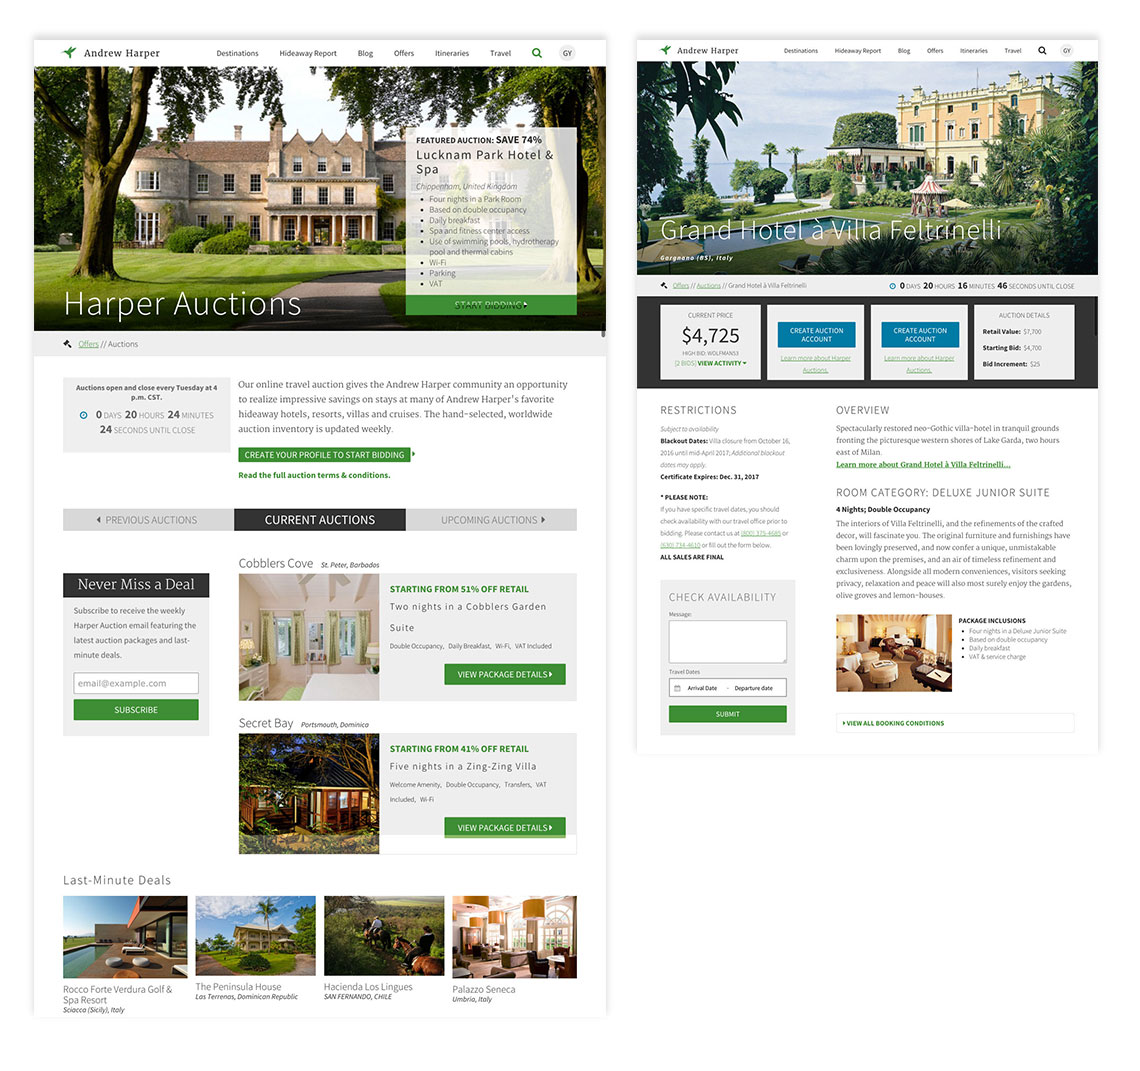 Andrew Harper
Destinations Hideaway Report Blog Offers Itineraries Travel GY
FEATURED AUCTION: SAVE 74%
Lucknam Park Hotel &
Spa
Chippenham, United Kingdom
Four nights in a Park Room
Based on double occupancy
Daily breakfast
Spa and fitness center access
Use of swimming pools, hydrotherapy
pool and thermal cabins
Wi-Fi
Parking
VAT
START BIDDING
Harper Auctions
Offers // Auctions
Auctions open and close every Tuesday at 4
p.m. CST.
0 DAYS 20 HOURS 24 MINUTES
24 SECONDS UNTIL CLOSE
Our online travel auction gives the Andrew Harper community an opportunity
to realize impressive savings on stays at many of Andrew Harper's favorite
hideaway hotels, resorts, villas and cruises. The hand-selected, worldwide
auction inventory is updated weekly.
CREATE YOUR PROFILE TO START BIDDING
Read the full auction terms & conditions.
PREVIOUS AUCTIONS CURRENT AUCTIONS UPCOMING AUCTIONS
Never Miss a Deal
Subscribe to receive the weekly
Harper Auction email featuring the
latest auction packages and last-
minute deals.
email@example.com
SUBSCRIBE
Cobblers Cove St. Peter, Barbados
STARTING FROM 51% OFF RETAIL
Two nights in a Cobblers Garden
Suite
Double Occupancy, Daily Breakfast, Wi-Fi, VAT Included
VIEW PACKAGE DETAILS
Secret Bay Portsmouth, Dominica
STARTING FROM 41% OFF RETAIL
Five nights in a Zing-Zing Villa
Welcome Amenity, Double Occupancy, Transfers, VAT
Included, Wi-Fi
VIEW PACKAGE DETAILS
Last-Minute Deals
Rocco Forte Verdura Golf &
Spa Resort
Sciacca (Sicily), Italy
The Peninsula House
Las Terrenas, Dominican Republic
Hacienda Los Lingues
SAN FERNANDO, CHILE
Palazzo Seneca
Umbria, Italy
Andrew Harper
Destinations Hideaway Report Blog Offers Itineraries Travel GY
Grand Hotel à Villa Feltrinelli
Gargnano (BS), Italy
Offers // Auctions // Grand Hotel à Villa Feltrinelli
0 DAYS 20 HOURS 16 MINUTES 46 SECONDS UNTIL CLOSE
CURRENT PRICE
$4,725
HIGH BID: WOLFMAN53
[2 BIDS] VIEW ACTIVITY
CREATE AUCTION
ACCOUNT
Learn more about Harper
Auctions.
CREATE AUCTION
ACCOUNT
Learn more about Harper
Auctions.
AUCTION DETAILS
Retail Value: $7,700
Starting Bid: $4,700
Bid Increment: $25
RESTRICTIONS
Subject to availability
Blackout Dates: Villa closure from October 16,
2016 until mid-April 2017; Additional blackout
dates may apply.
Certificate Expires: Dec. 31, 2017
* PLEASE NOTE:
If you have specific travel dates, you should
check availability with our travel office prior to
bidding. Please contact us at (800) 375-4685 or
(630) 734-4610 or fill out the form below.
ALL SALES ARE FINAL
CHECK AVAILABILITY
Message:
Travel Dates
Arrival Date - Departure date
SUBMIT
OVERVIEW
Spectacularly restored neo-Gothic villa-hotel in tranquil grounds
fronting the picturesque western shores of Lake Garda, two hours
east of Milan.
Learn more about Grand Hotel à Villa Feltrinelli...
ROOM CATEGORY: DELUXE JUNIOR SUITE
4 Nights; Double Occupancy
The interiors of Villa Feltrinelli, and the refinements of the crafted
decor, will fascinate you. The original furniture and furnishings have
been lovingly preserved, and now confer a unique, unmistakable
charm upon the premises, and an air of timeless refinement and
exclusiveness. Alongside all modern conveniences, visitors seeking
privacy, relaxation and peace will also most surely enjoy the gardens,
olive groves and lemon-houses.
PACKAGE INCLUSIONS
Four nights in a Deluxe Junior Suite
Based on double occupancy
Daily breakfast
VAT & service charge
VIEW ALL BOOKING CONDITIONS